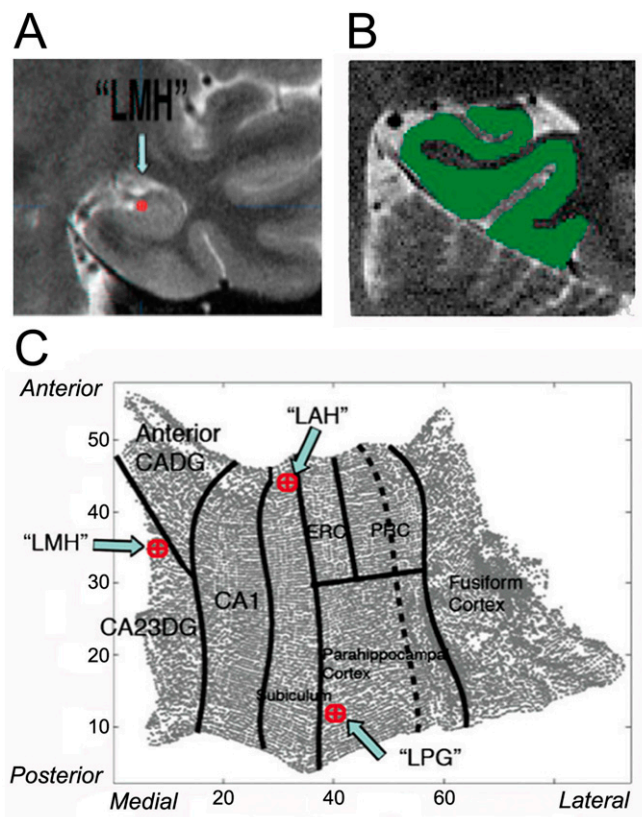 A
B
"LMH"
C
Anterior
50
40
30
20
10
Posterior
Medial
20
40
60
Lateral
Anterior
CADG
"LAH"
"LMH"
ERC
PRC
CA1
Fusiform
Cortex
CA23DG
Parahippocampal
Cortex
Subiculum
"LPG"